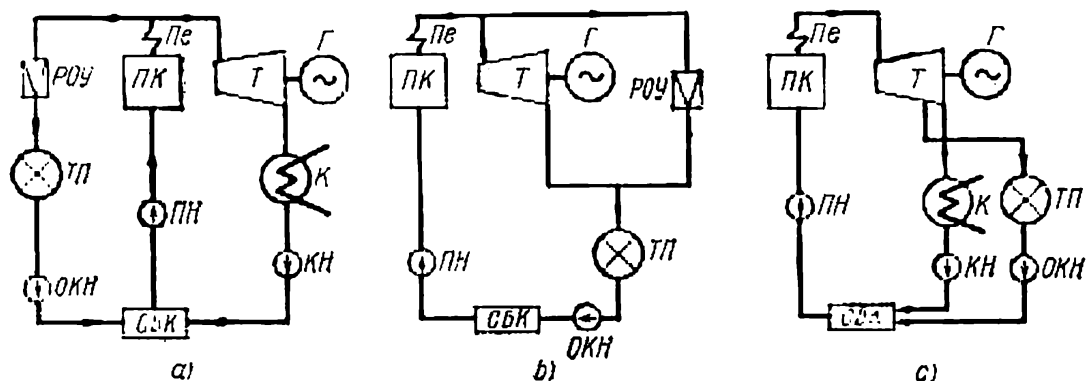 Пе
Г
РОУ
ПК
Т
ТП
К
ПН
КН
ОКН
СБК
а)
Пе
Г
ПК
Т
РОУ
ТП
ПН
СБК
ОКН
b)
Пе
Г
ПК
Т
ПН
К
ТП
КН
ОКН
c)